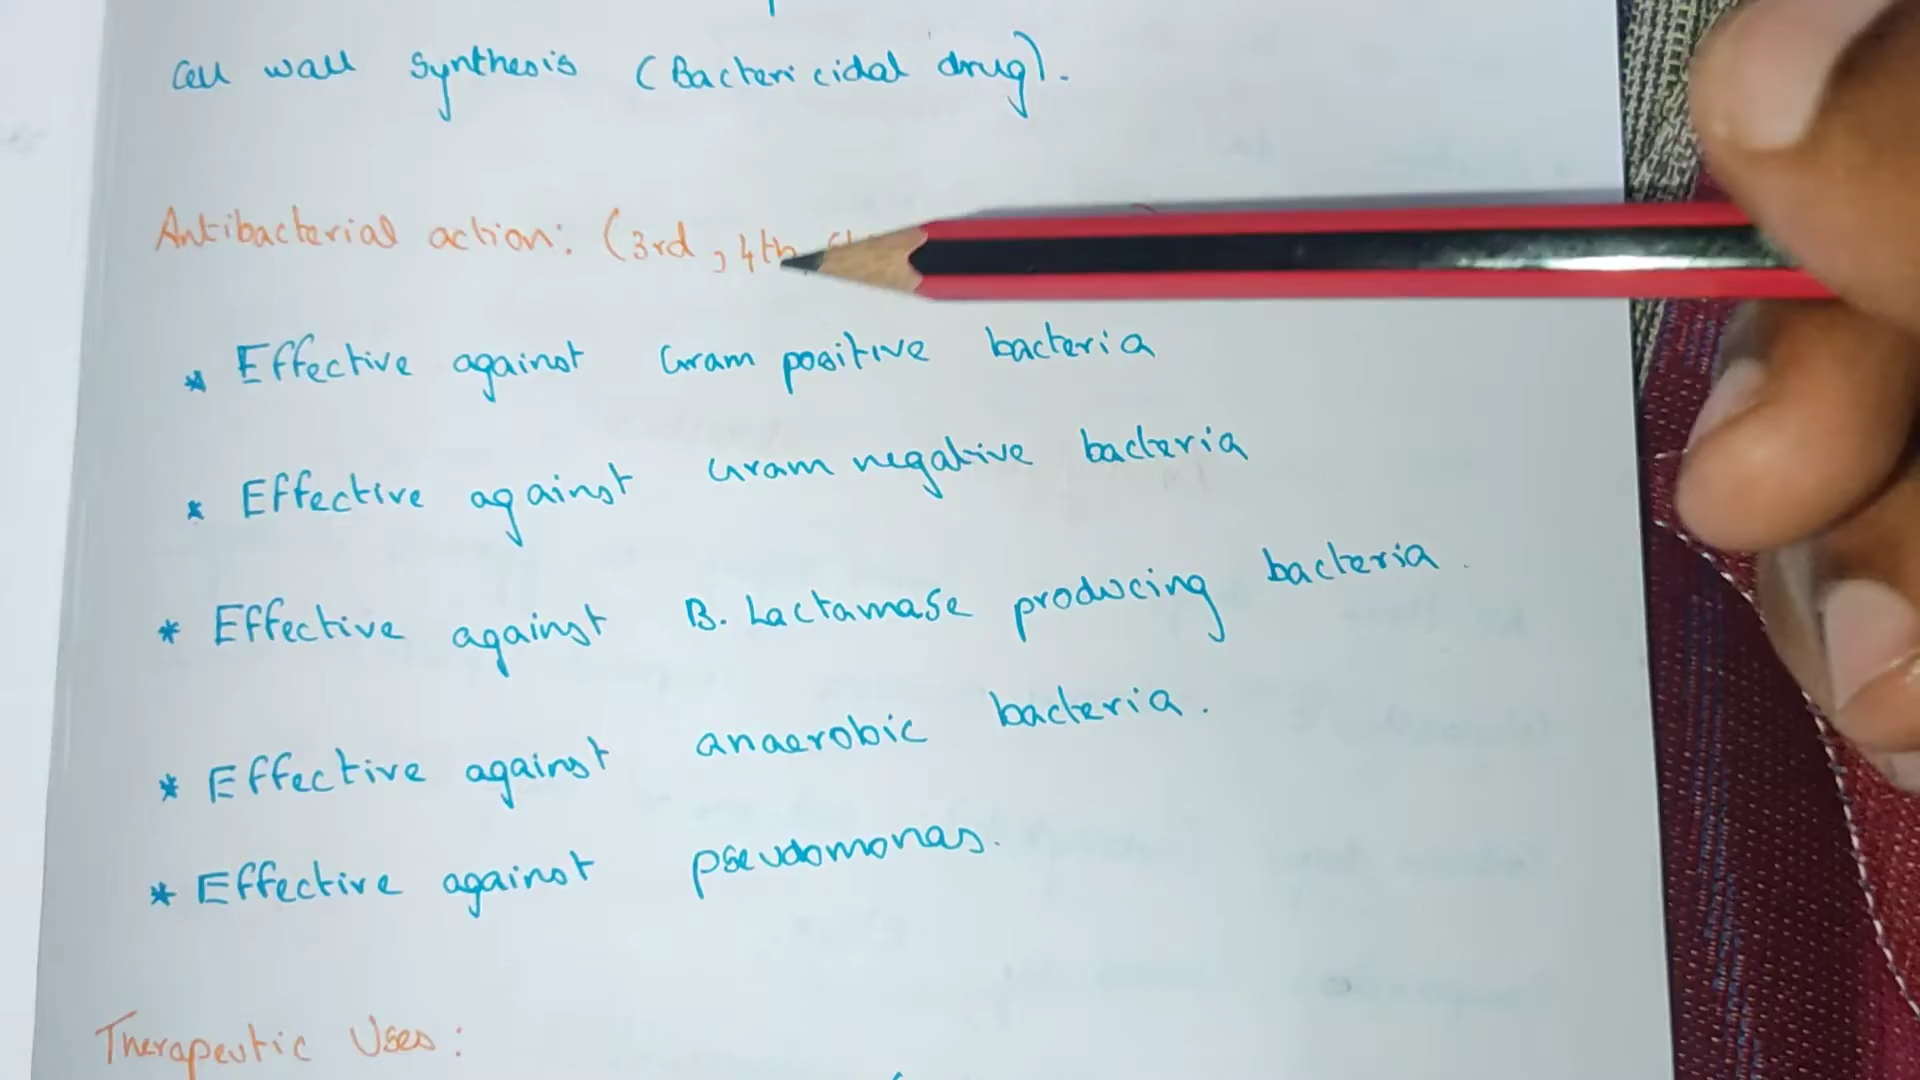 Cell wall synthesis (Bactericidal drug).
Antibacterial action: (3rd, 4th,
* Effective against Gram positive bacteria
* Effective against Gram negative bacteria
* Effective against B. Lactamase producing bacteria.
* Effective against anaerobic bacteria.
* Effective against pseudomonas.
Therapeutic Uses: